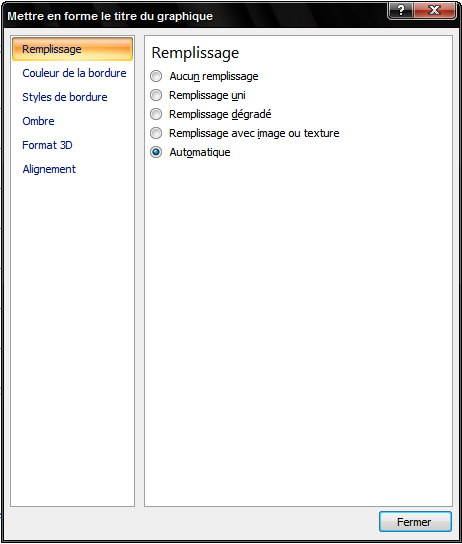 Mettre en forme le titre du graphique
Remplissage
Couleur de la bordure
Styles de bordure
Ombre
Format 3D
Alignement
Remplissage
Aucun remplissage
Remplissage uni
Remplissage dégradé
Remplissage avec image ou texture
Automatique
Fermer